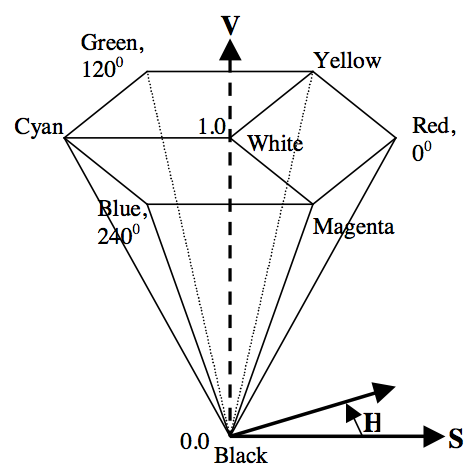 V
Green,
120⁰
Yellow
Cyan
1.0
White
Red,
0⁰
Blue,
240⁰
Magenta
H
S
0.0
Black